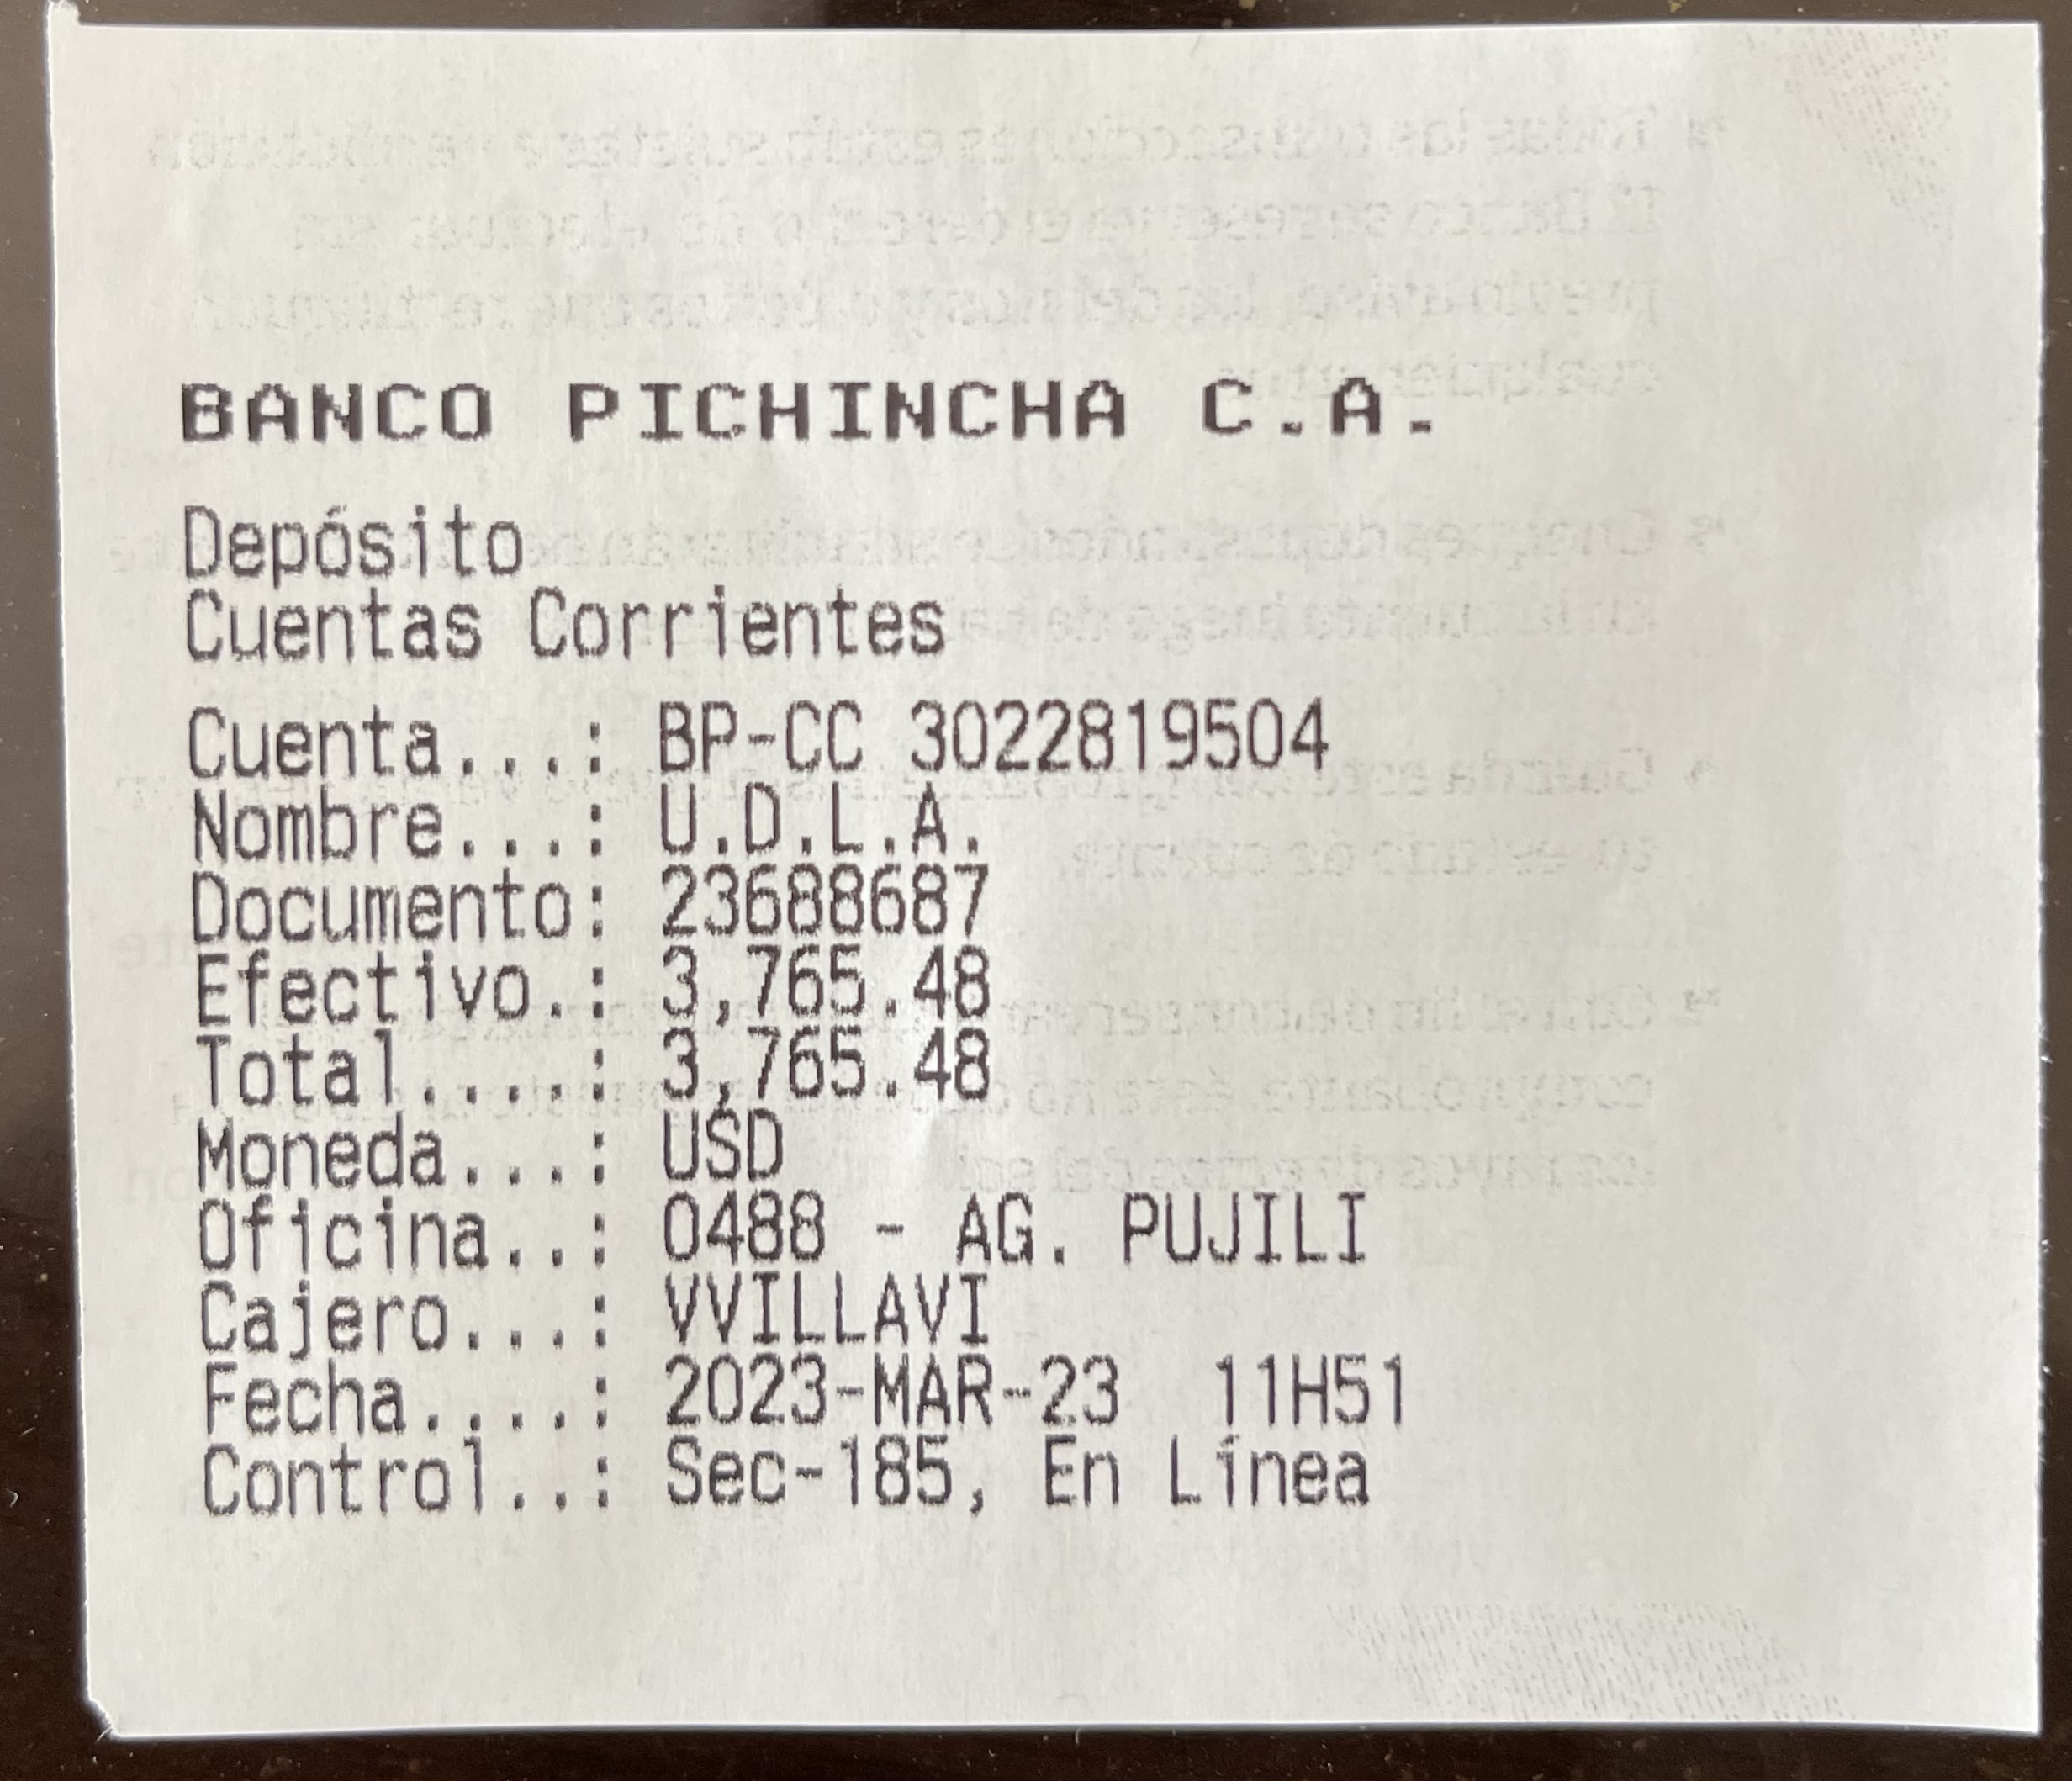 BANCO PICHINCHA C.A.
Depósito
Cuentas Corrientes
Cuenta...: BP-CC 3022819504
Nombre...: U.D.L.A.
Documento: 23688687
Efectivo.: 3,765.48
Total....: 3,765.48
Moneda...: USD
Oficina..: 0488 - AG. PUJILI
Cajero...: VVILLAVI
Fecha....: 2023-MAR-23 11H51
Control..: Sec-185, En Línea